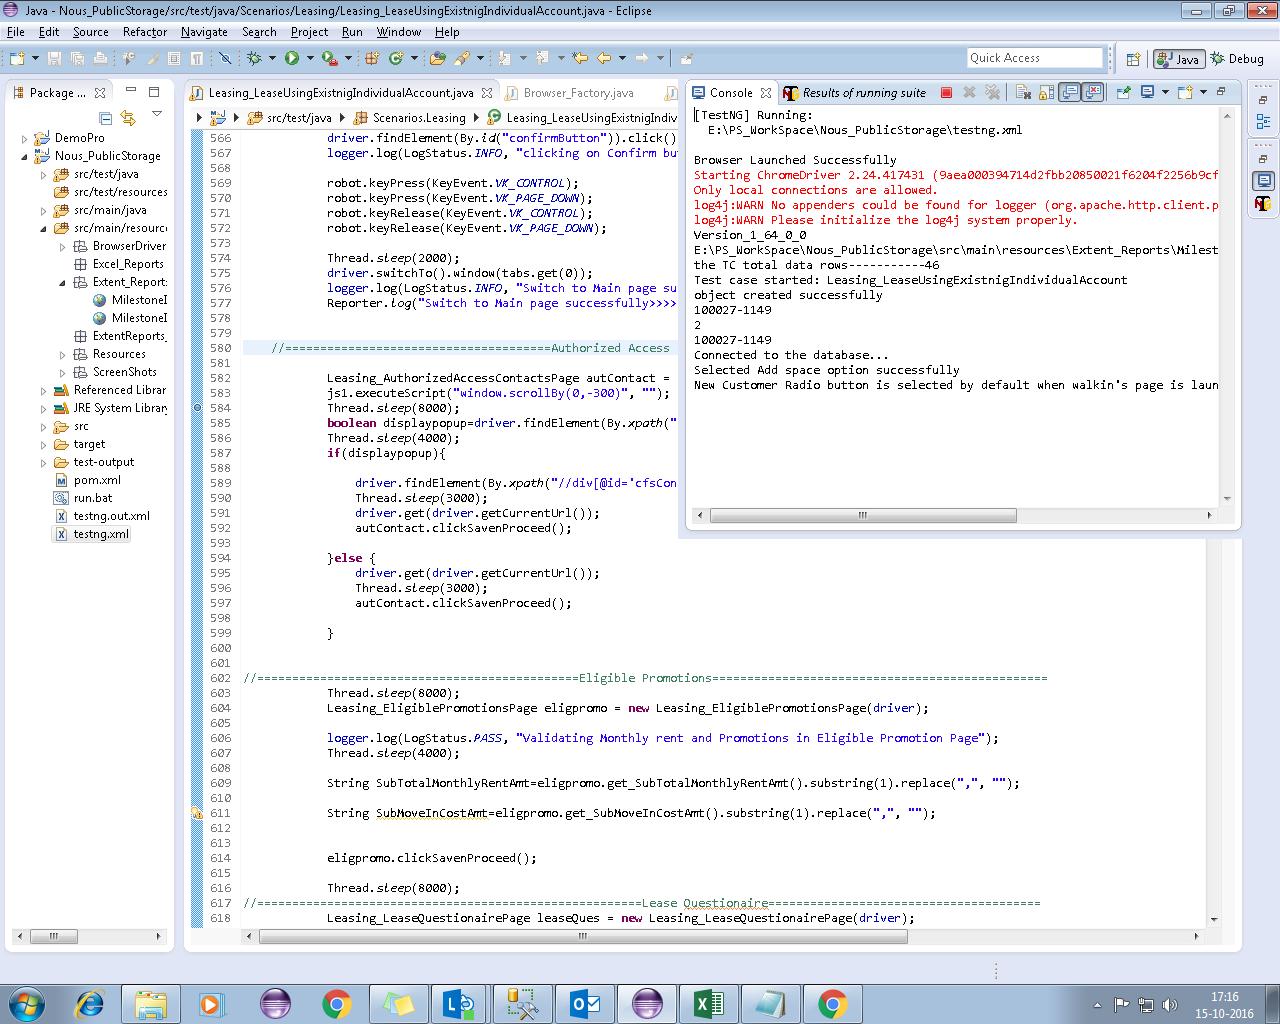 Java - Nous_PublicStorage/src/test/java/Scenarios/Leasing/Leasing_LeaseUsingExistnigIndividualAccount.java - Eclipse
File Edit Source Refactor Navigate Search Project Run Window Help
Quick Access
Java
Debug
Package ...
DemoPro
Nous_PublicStorage
src/test/java
src/test/resources
src/main/java
src/main/resourc
BrowserDriver
Excel_Reports
Extent_Report
MilestoneI
MilestoneI
ExtentReports_
Resources
ScreenShots
Referenced Librar
JRE System Library
src
target
test-output
pom.xml
run.bat
testng.out.xml
testng.xml
Leasing_LeaseUsingExistnigIndividualAccount.java
Browser_Factory.java
src/test/java
Scenarios.Leasing
Leasing_LeaseUsingExistnigIndivi
566 driver.findElement(By.id("confirmButton")).click()
567 logger.log(LogStatus.INFO, "clicking on Confirm bu
568
569 robot.keyPress(KeyEvent.VK_CONTROL);
570 robot.keyPress(KeyEvent.VK_PAGE_DOWN);
571 robot.keyRelease(KeyEvent.VK_CONTROL);
572 robot.keyRelease(KeyEvent.VK_PAGE_DOWN);
573
574 Thread.sleep(2000);
575 driver.switchTo().window(tabs.get(0));
576 logger.log(LogStatus.INFO, "Switch to Main page su
577 Reporter.log("Switch to Main page successfully>>>>
578
579
580 //======================================Authorized Access
581
582 Leasing_AuthorizedAccessContactsPage autContact =
583 js1.executeScript("window.scrollBy(0,-300)", "");
584 Thread.sleep(8000);
585 boolean displaypopup=driver.findElement(By.xpath("
586 Thread.sleep(4000);
587 if(displaypopup){
588
589 driver.findElement(By.xpath("//div[@id='cfsCon
590 Thread.sleep(3000);
591 driver.get(driver.getCurrentUrl());
592 autContact.clickSavenProceed();
593
594 }else {
595 driver.get(driver.getCurrentUrl());
596 Thread.sleep(3000);
597 autContact.clickSavenProceed();
598
599 }
600
601
602 //==============================================Eligible Promotions================================================
603 Thread.sleep(8000);
604 Leasing_EligiblePromotionsPage eligpromo = new Leasing_EligiblePromotionsPage(driver);
605
606 logger.log(LogStatus.PASS, "Validating Monthly rent and Promotions in Eligible Promotion Page");
607 Thread.sleep(4000);
608
609 String SubTotalMonthlyRentAmt=eligpromo.get_SubTotalMonthlyRentAmt().substring(1).replace(",", "");
610
611 String SubMoveInCostAmt=eligpromo.get_SubMoveInCostAmt().substring(1).replace(",", "");
612
613
614 eligpromo.clickSavenProceed();
615
616 Thread.sleep(8000);
617 //=======================================================Lease Questionaire=======================================
618 Leasing_LeaseQuestionairePage leaseQues = new Leasing_LeaseQuestionairePage(driver);
Console
Results of running suite
[TestNG] Running:
E:\PS_WorkSpace\Nous_PublicStorage\testng.xml
Browser Launched Successfully
Starting ChromeDriver 2.24.417431 (9aea000394714d2fbb20850021f6204f2256b9cf
Only local connections are allowed.
log4j:WARN No appenders could be found for logger (org.apache.http.client.p
log4j:WARN Please initialize the log4j system properly.
Version_1_64_0_0
E:\PS_WorkSpace\Nous_PublicStorage\src\main\resources\Extent_Reports\Milest
the TC total data rows-----------46
Test case started: Leasing_LeaseUsingExistnigIndividualAccount
object created successfully
100027-1149
2
100027-1149
Connected to the database...
Selected Add space option successfully
New Customer Radio button is selected by default when walkin's page is laun
17:16
15-10-2016